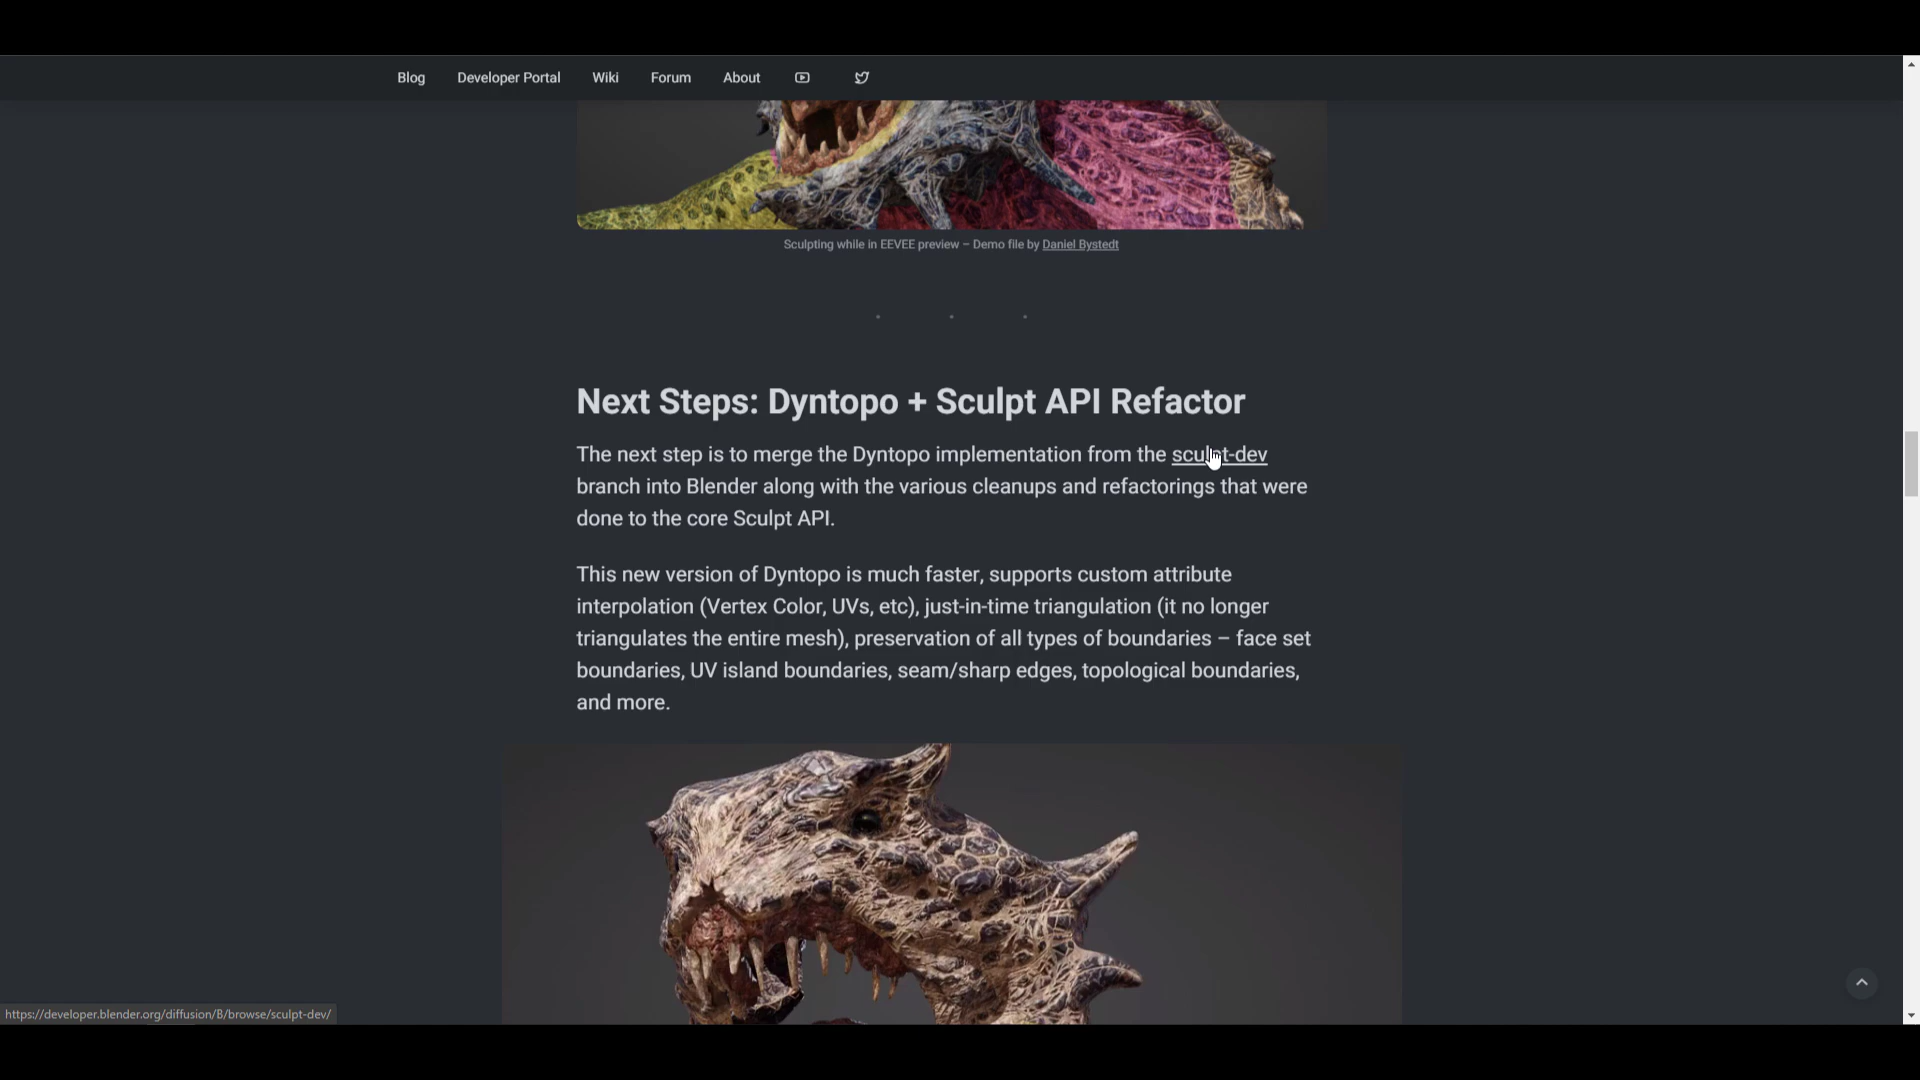 Blog Developer Portal Wiki Forum About
Sculpting while in EEVEE preview – Demo file by Daniel Bystedt
Next Steps: Dyntopo + Sculpt API Refactor
The next step is to merge the Dyntopo implementation from the sculpt-dev
branch into Blender along with the various cleanups and refactorings that were
done to the core Sculpt API.
This new version of Dyntopo is much faster, supports custom attribute
interpolation (Vertex Color, UVs, etc), just-in-time triangulation (it no longer
triangulates the entire mesh), preservation of all types of boundaries – face set
boundaries, UV island boundaries, seam/sharp edges, topological boundaries,
and more.
https://developer.blender.org/diffusion/B/browse/sculpt-dev/